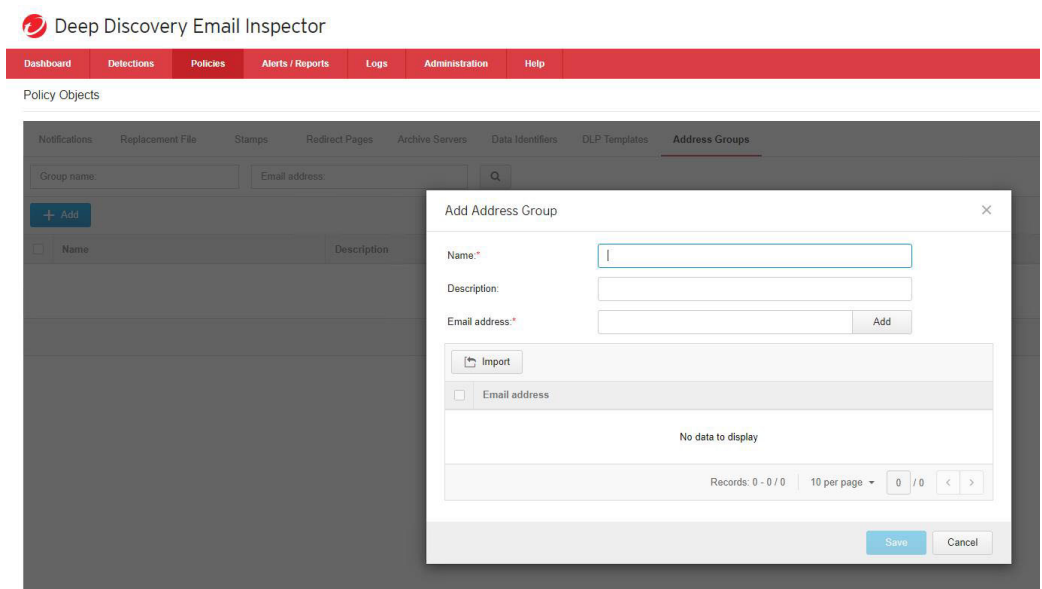 Deep Discovery Email Inspector
Dashboard Detections Policies Alerts / Reports Logs Administration Help
Policy Objects
Notifications Replacement File Stamps Redirect Pages Archive Servers Data Identifiers DLP Templates Address Groups
Group name: Email address:
+ Add
Name Description
Add Address Group
Name:*
Description:
Email address:* Add
Import
Email address
No data to display
Records: 0 - 0 / 0 10 per page 0 / 0
Save Cancel